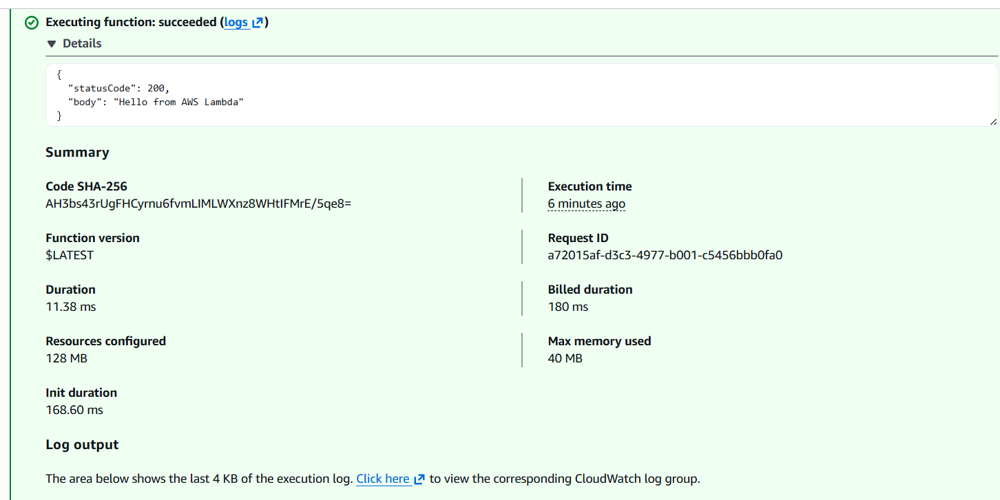 Executing function: succeeded (logs)
Details
{
  "statusCode": 200,
  "body": "Hello from AWS Lambda"
}
Summary
Code SHA-256
AH3bs43rUgFHCyrnu6fvmLIMLWXnz8WHtIFMrE/5qe8=
Execution time
6 minutes ago
Function version
$LATEST
Request ID
a72015af-d3c3-4977-b001-c5456bbb0fa0
Duration
11.38 ms
Billed duration
180 ms
Resources configured
128 MB
Max memory used
40 MB
Init duration
168.60 ms
Log output
The area below shows the last 4 KB of the execution log. Click here to view the corresponding CloudWatch log group.